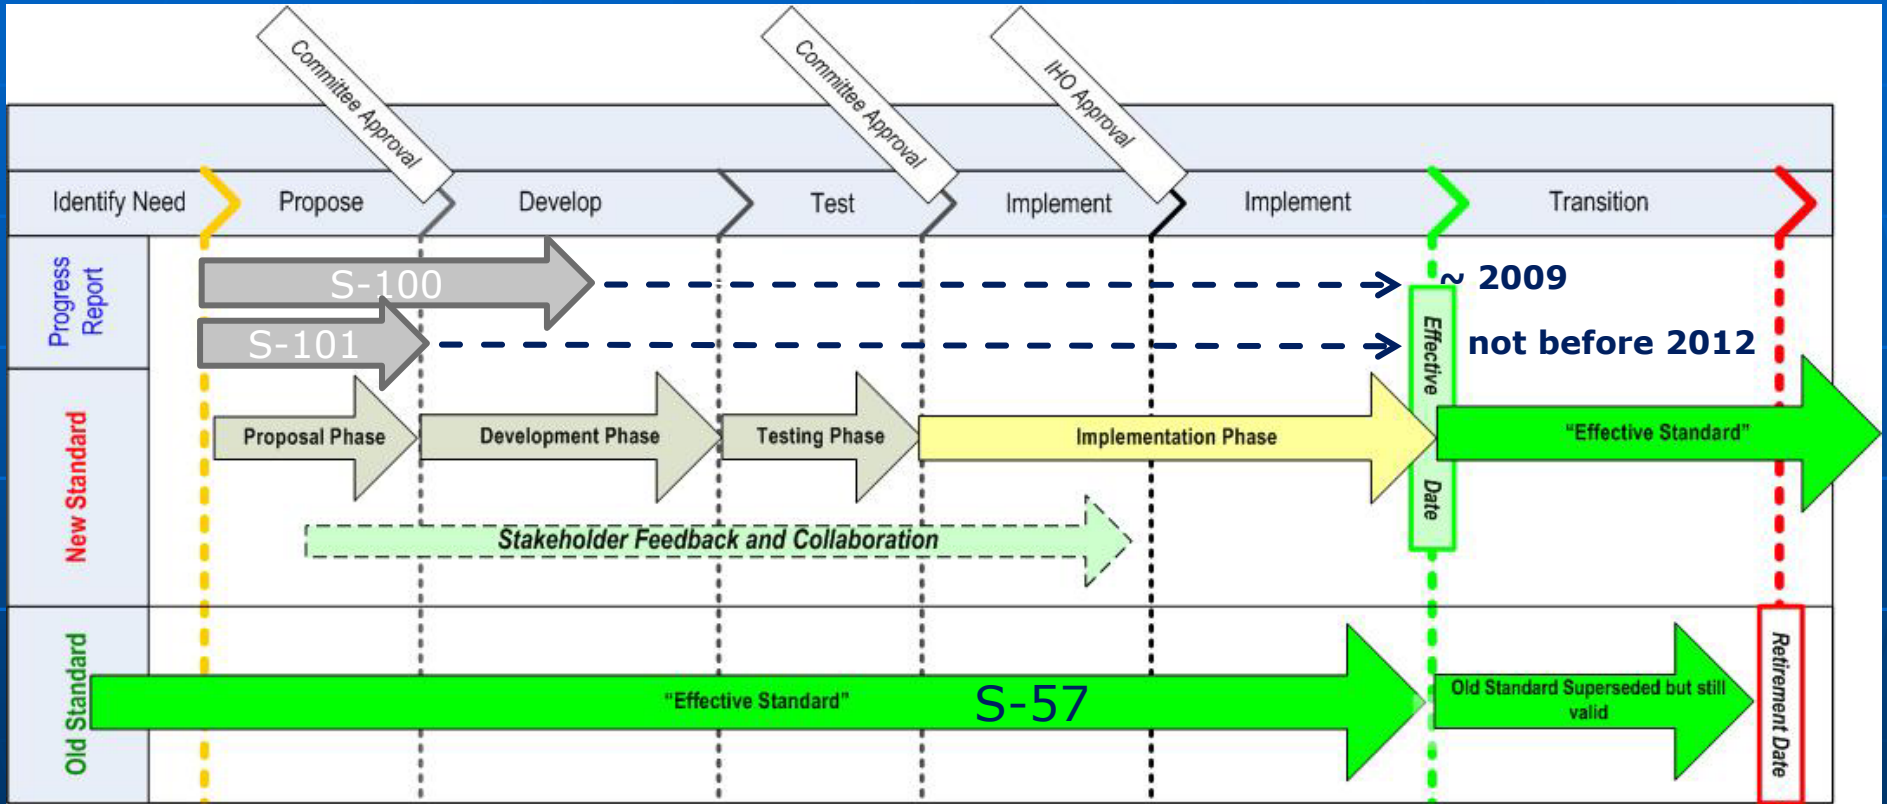 Committee Approval
Committee Approval
IHO Approval
Identify Need
Propose
Develop
Test
Implement
Implement
Transition
Progress
Report
S-100
~ 2009
S-101
not before 2012
Effective Date
New Standard
Proposal Phase
Development Phase
Testing Phase
Implementation Phase
“Effective Standard”
Stakeholder Feedback and Collaboration
Old Standard
“Effective Standard”
S-57
Old Standard Superseded but still
valid
Retirement Date